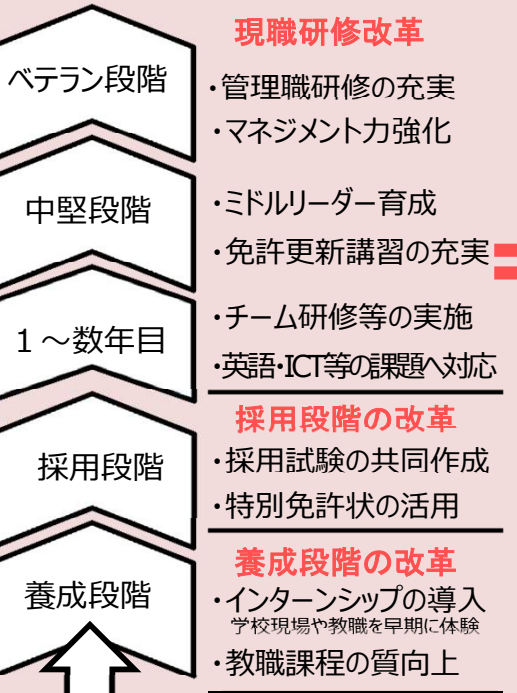 現職研修改革
ベテラン段階
・管理職研修の充実
・マネジメント力強化
中堅段階
・ミドルリーダー育成
・免許更新講習の充実
1～数年目
・チーム研修等の実施
・英語・ICT等の課題へ対応
採用段階の改革
採用段階
・採用試験の共同作成
・特別免許状の活用
養成段階の改革
養成段階
・インターンシップの導入
学校現場や教職を早期に体験
・教職課程の質向上